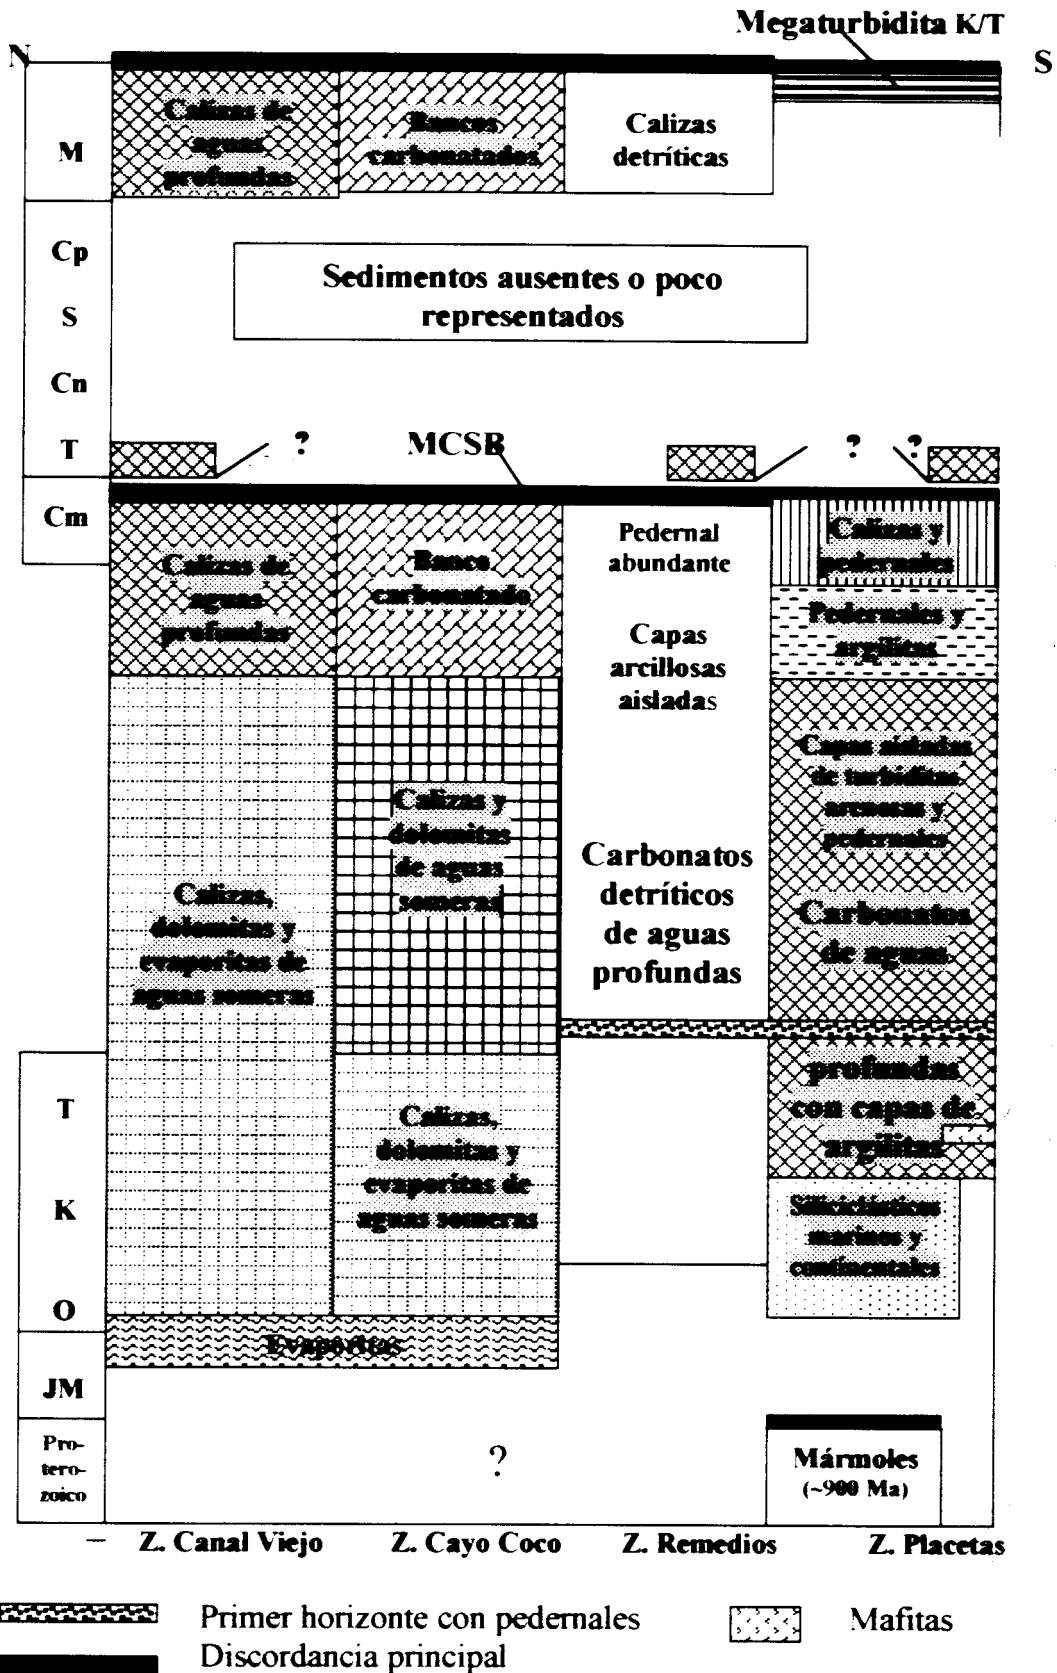 Megaturbidita K/T
N
S
M
Calizas de
aguas
profundas
Bancos
carbonatados
Calizas
detríticas
Cp
S
Cn
T
Sedimentos ausentes o poco
representados
?
MCSB
?
?
Cm
Calizas de
aguas
profundas
Banco
carbonatado
Pedernal
abundante
Capas
arcillosas
aisladas
Carbonatos
detríticos
de aguas
profundas
Calizas y
pedernales
Pedernales y
argilitas
Capas aisladas
de turbiditas
arenosas y
pedernales
Carbonatos
de aguas
profundas
con capas de
argilitas
Calizas y
dolomitas
de aguas
someras
Calizas,
dolomitas y
evaporitas de
aguas someras
Calizas,
dolomitas y
evaporitas de
aguas someras
Siliciclásticos
marinos y
continentales
T
K
O
Evaporitas
JM
Pro-
tero-
zoico
?
Mármoles
(~900 Ma)
Z. Canal Viejo
Z. Cayo Coco
Z. Remedios
Z. Placetas
Primer horizonte con pedernales
Mafitas
Discordancia principal